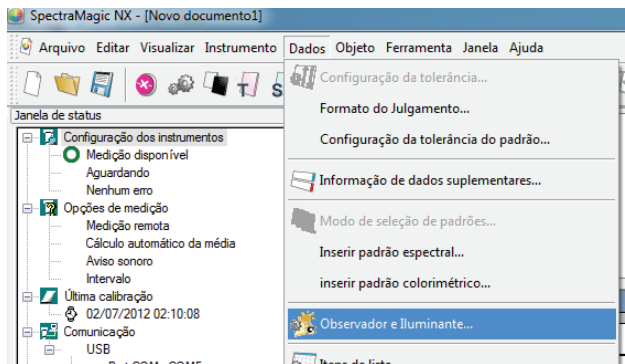 SpectraMagic NX - [Novo documento1]
Arquivo Editar Visualizar Instrumento Dados Objeto Ferramenta Janela Ajuda
Janela de status
Configuração dos instrumentos
Medição disponível
Aguardando
Nenhum erro
Opções de medição
Medição remota
Cálculo automático da média
Aviso sonoro
Intervalo
Última calibração
02/07/2012 02:10:08
Comunicação
USB
Configuração da tolerância...
Formato do Julgamento...
Configuração da tolerância do padrão...
Informação de dados suplementares...
Modo de seleção de padrões...
Inserir padrão espectral...
inserir padrão colorimétrico...
Observador e Iluminante...